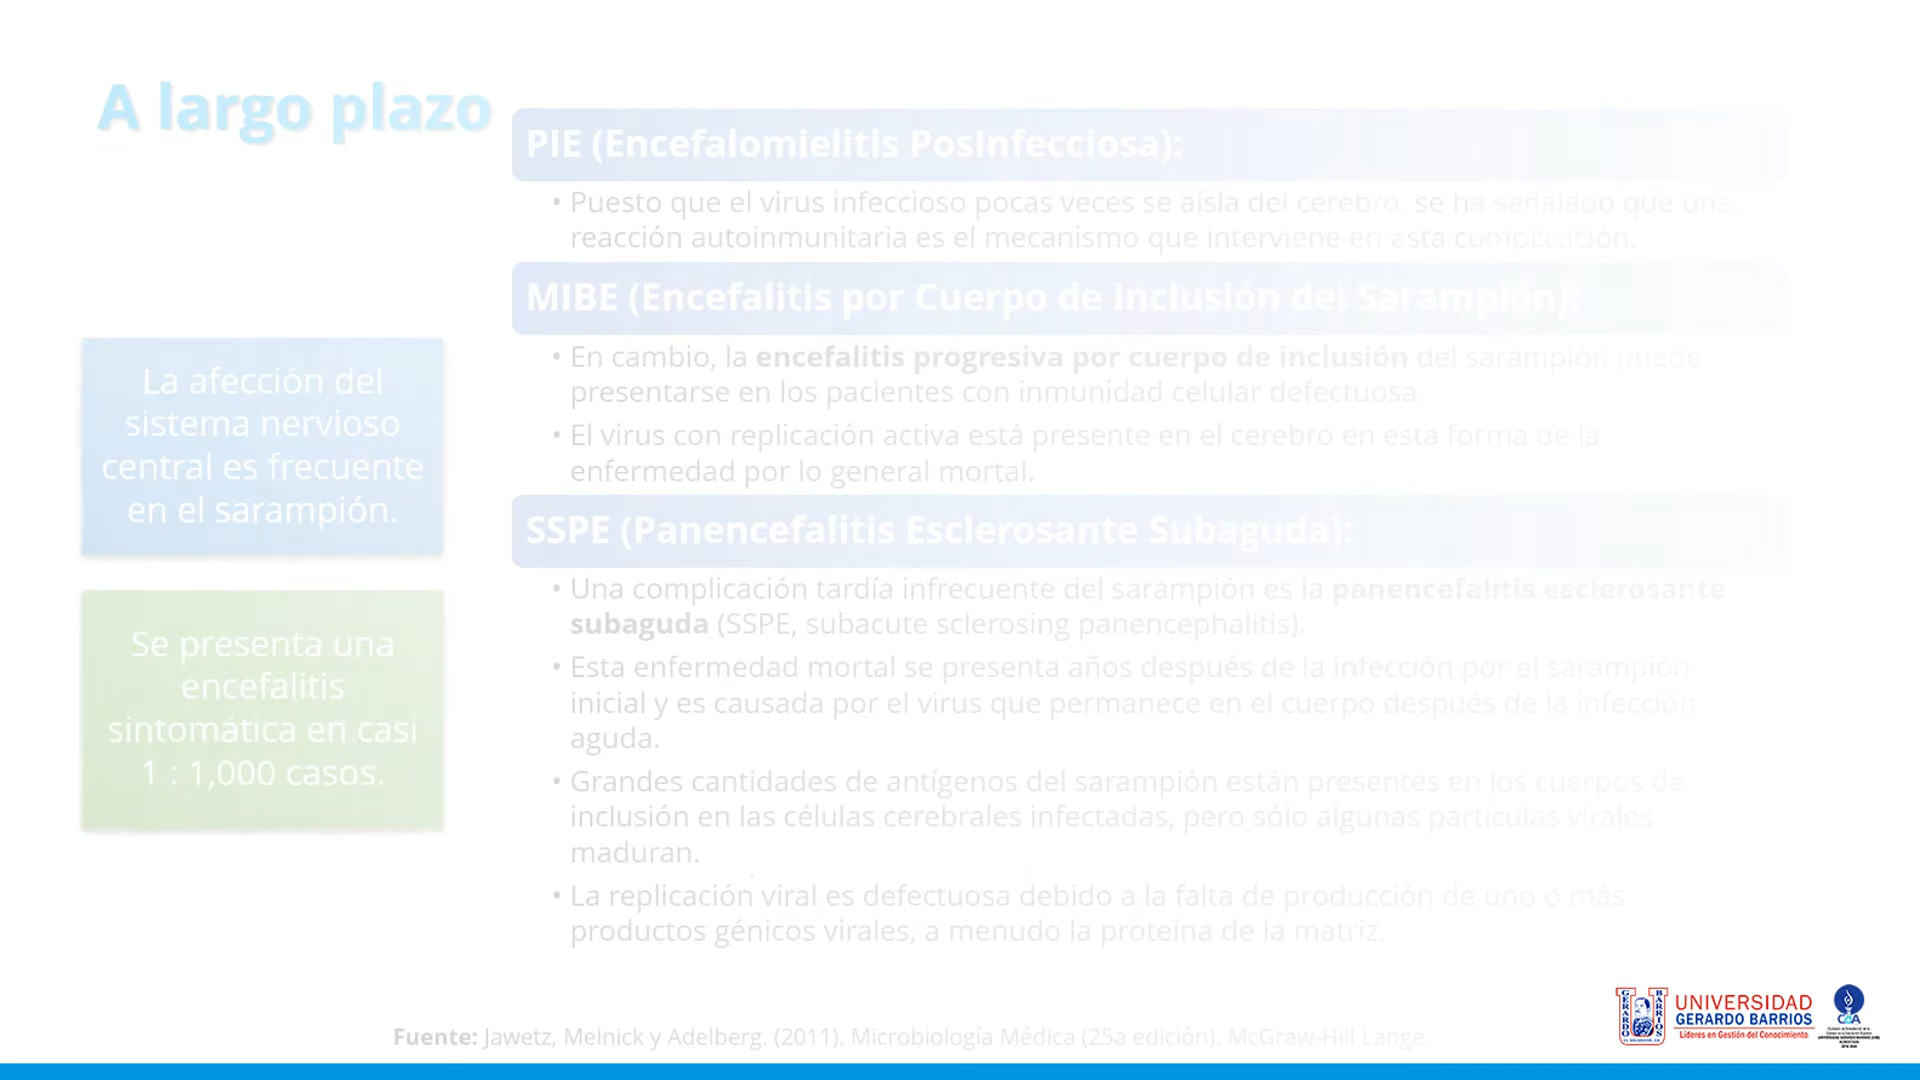 A largo plazo
La afección del
sistema nervioso
central es frecuente
en el sarampión.
Se presenta una
encefalitis
sintomática en casi
1 : 1,000 casos.
PIE (Encefalomielitis PosInfecciosa):
• Puesto que el virus infeccioso pocas veces se aísla del cerebro, se ha señalado que una
reacción autoinmunitaria es el mecanismo que interviene en esta complicación.
MIBE (Encefalitis por Cuerpo de Inclusión del Sarampión):
• En cambio, la encefalitis progresiva por cuerpo de inclusión del sarampión puede
presentarse en los pacientes con inmunidad celular defectuosa.
• El virus con replicación activa está presente en el cerebro en esta forma de la
enfermedad por lo general mortal.
SSPE (Panencefalitis Esclerosante Subaguda):
• Una complicación tardía infrecuente del sarampión es la panencefalitis esclerosante
subaguda (SSPE, subacute sclerosing panencephalitis).
• Esta enfermedad mortal se presenta años después de la infección por el sarampión
inicial y es causada por el virus que permanece en el cuerpo después de la infección
aguda.
• Grandes cantidades de antígenos del sarampión están presentes en los cuerpos de
inclusión en las células cerebrales infectadas, pero sólo algunas partículas virales
maduran.
• La replicación viral es defectuosa debido a la falta de producción de uno o más
productos génicos virales, a menudo la proteína de la matriz.
Fuente: Jawetz, Melnick y Adelberg. (2011). Microbiología Médica (25a edición). McGraw-Hill Lange.
GERARDO BARRIOS
UNIVERSIDAD
GERARDO BARRIOS
Líderes en Gestión del Conocimiento
CdA